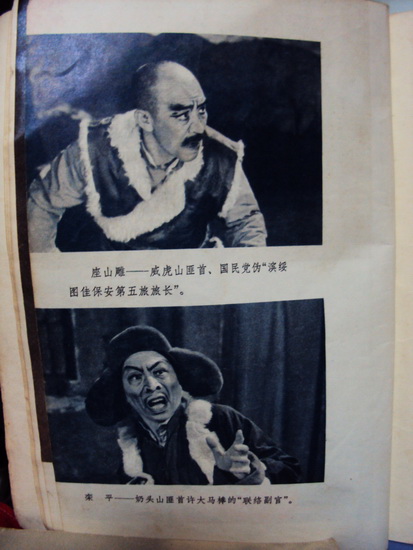 座山雕——威虎山匪首，国民党伪“滨绥
图佳保安第五旅旅长”。
栾 平——奶头山匪首许大马棒的“联络副官”。